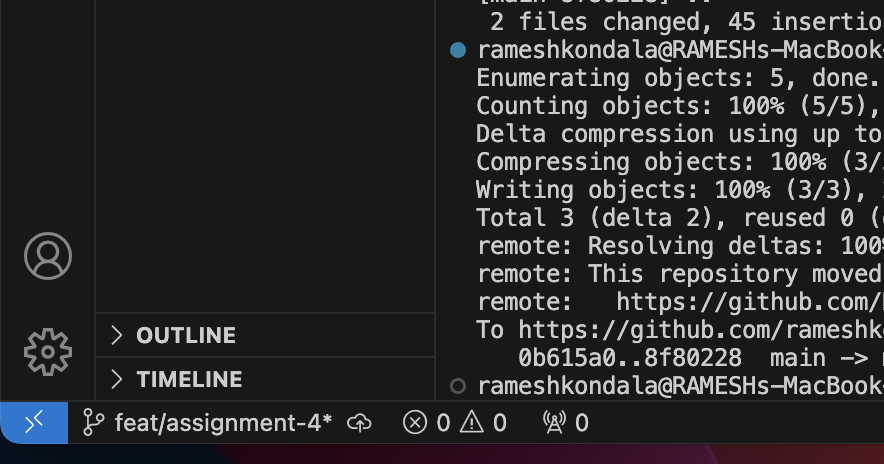 2 files changed, 45 insertio
rameshkondala@RAMESHs-MacBook-
Enumerating objects: 5, done.
Counting objects: 100% (5/5),
Delta compression using up to
Compressing objects: 100% (3/
Writing objects: 100% (3/3),
Total 3 (delta 2), reused 0 (
remote: Resolving deltas: 100%
remote: This repository moved
remote:   https://github.com/
To https://github.com/rameshk
0b615a0..8f80228  main ->
rameshkondala@RAMESHs-MacBook-
OUTLINE
TIMELINE
feat/assignment-4* 0 0 0